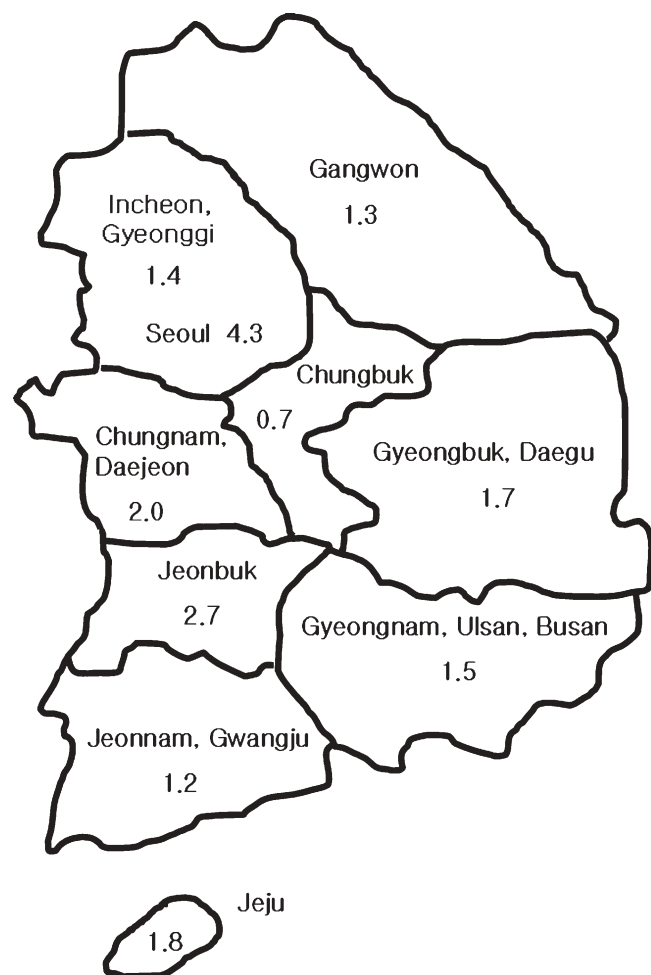 Gangwon
1.3
Incheon,
Gyeonggi
1.4
Seoul 4.3
Chungbuk
0.7
Chungnam,
Daejeon
2.0
Gyeongbuk, Daegu
1.7
Jeonbuk
2.7
Gyeongnam, Ulsan, Busan
1.5
Jeonnam, Gwangju
1.2
Jeju
1.8